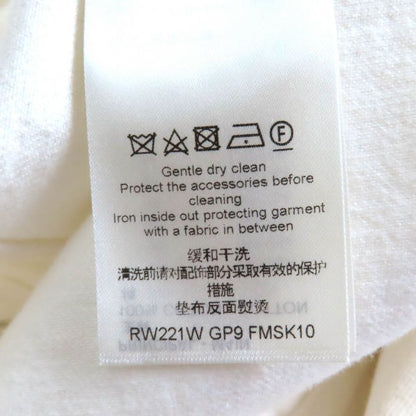 F
Gentle dry clean
Protect the accessories before
cleaning
Iron inside out protecting garment
with a fabric in between
缓和干洗
清洗前请对配饰部分采取有效的保护
措施
垫布反面熨烫
RW221W GP9 FMSK10